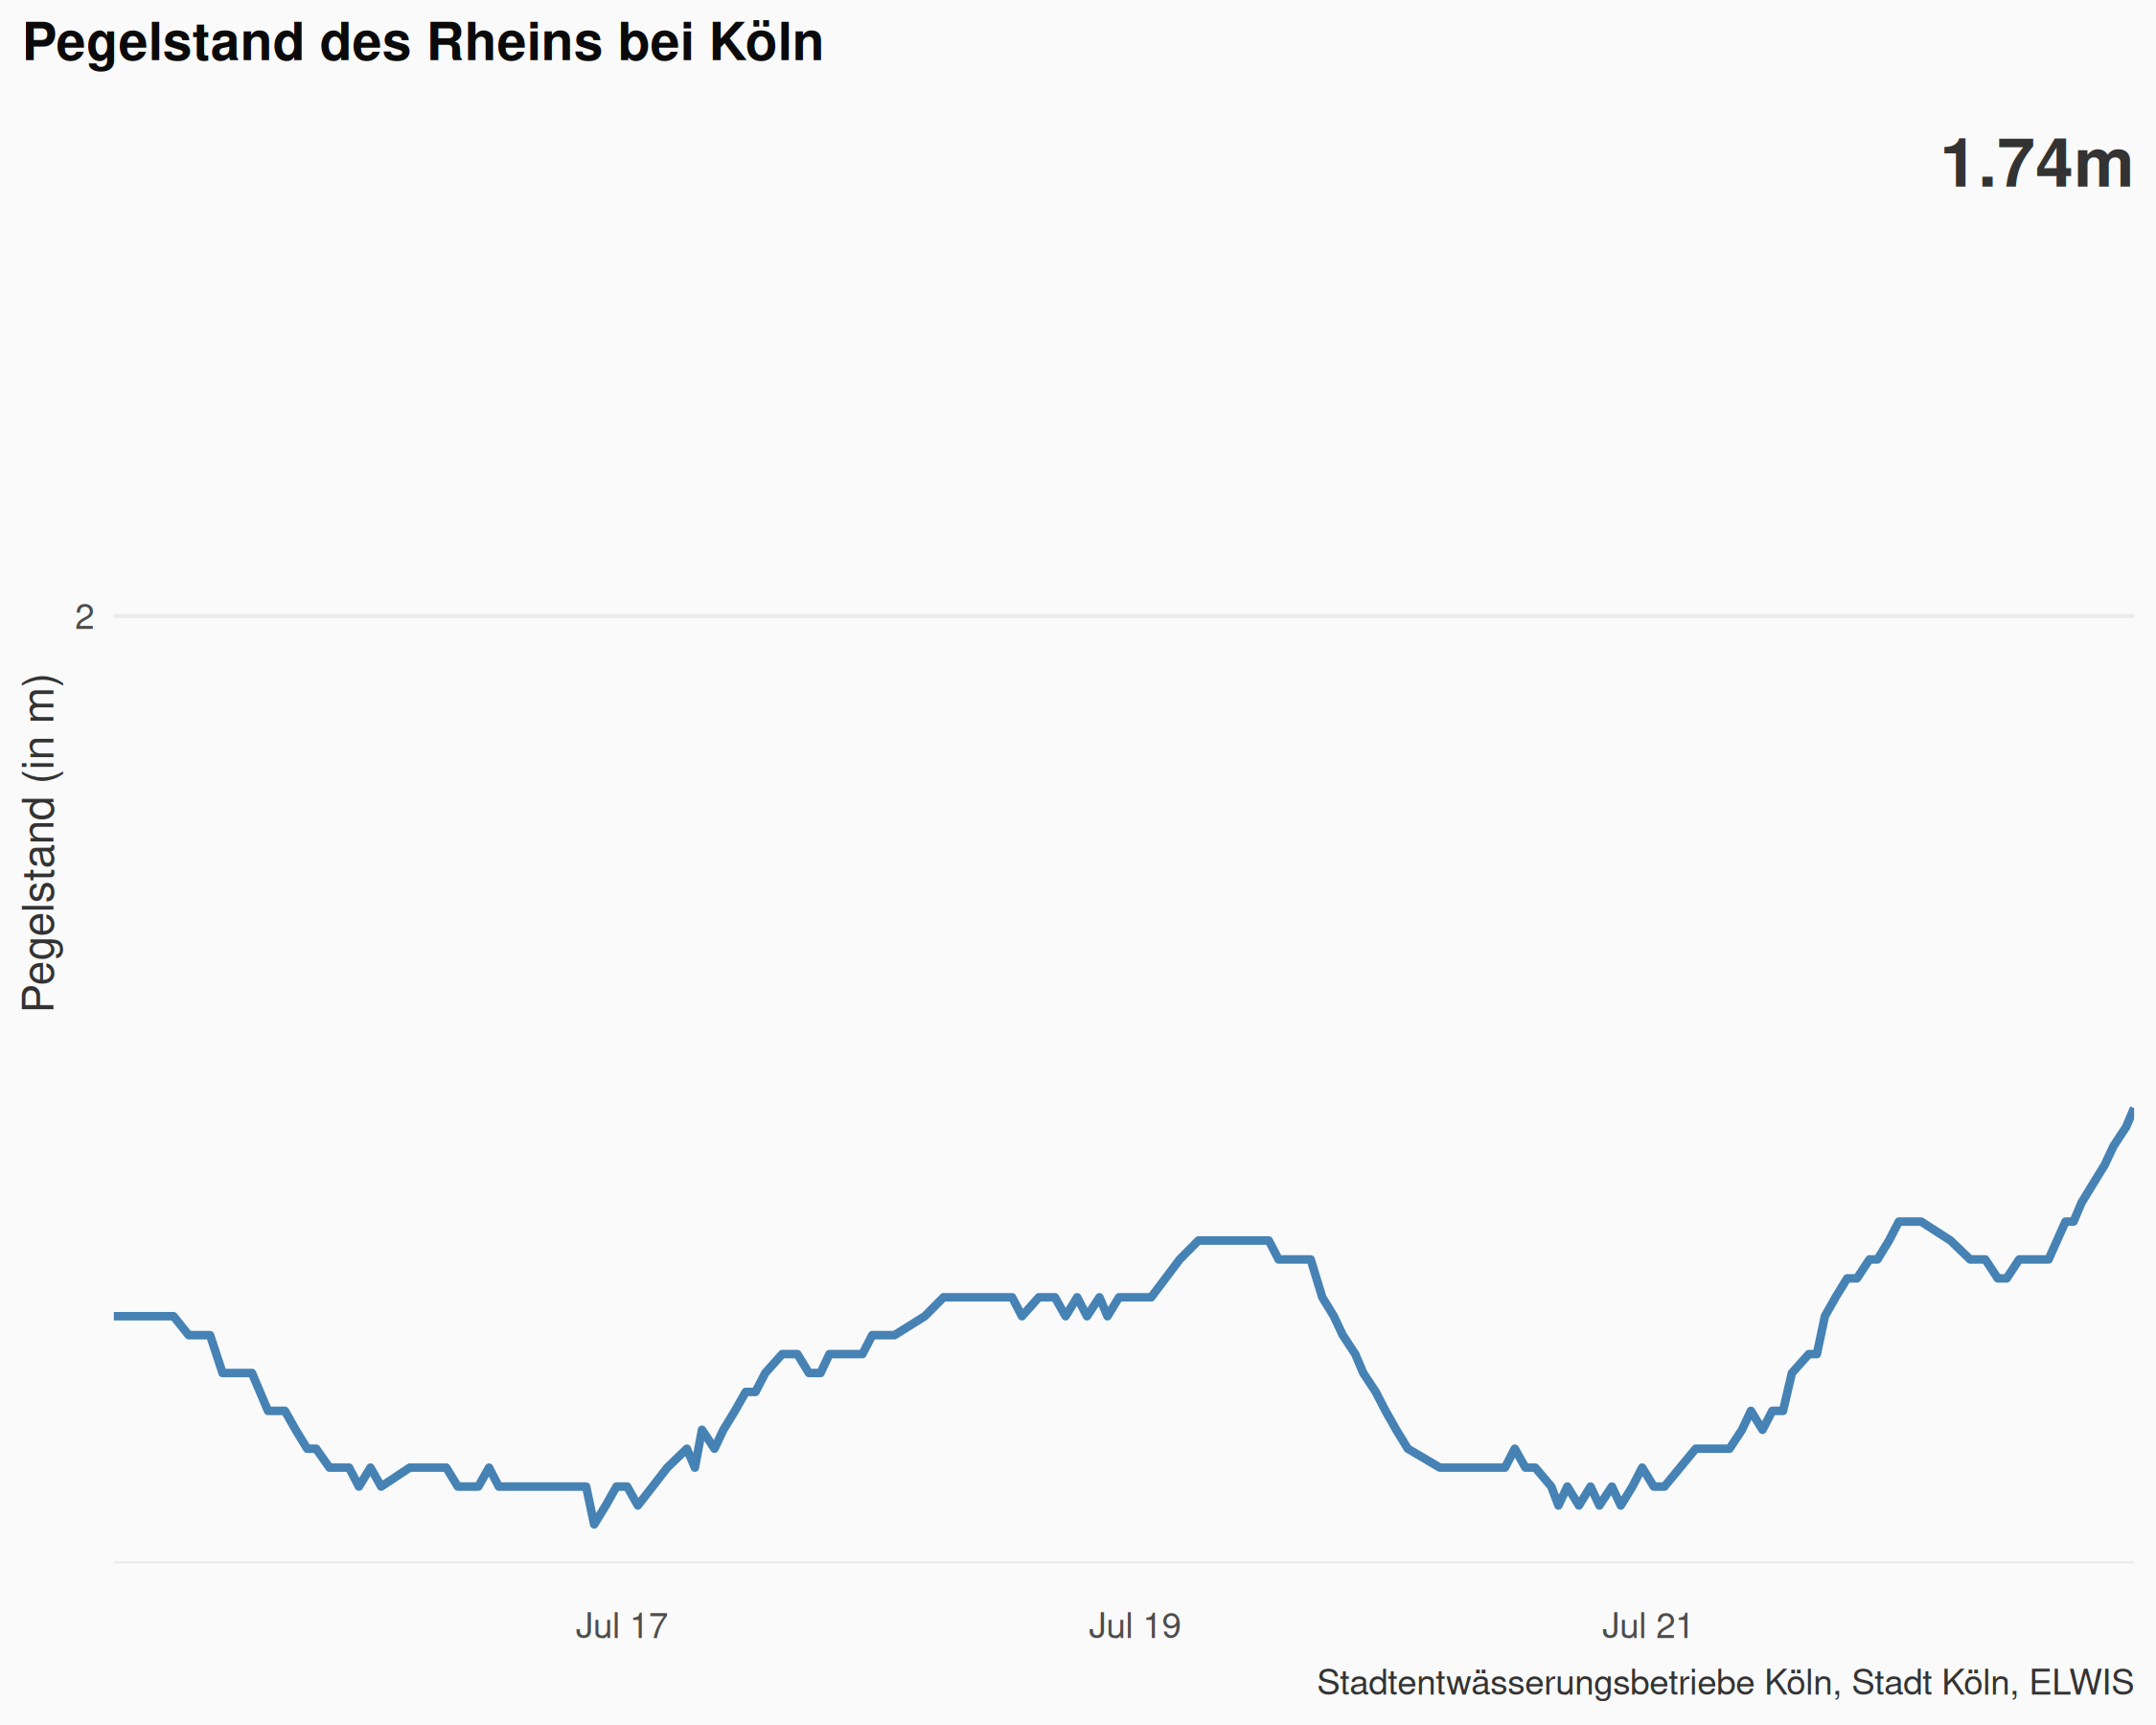 Pegelstand des Rheins bei Köln
1.74m
2
Pegelstand (in m)
Jul 17
Jul 19
Jul 21
Stadtentwässerungsbetriebe Köln, Stadt Köln, ELWIS